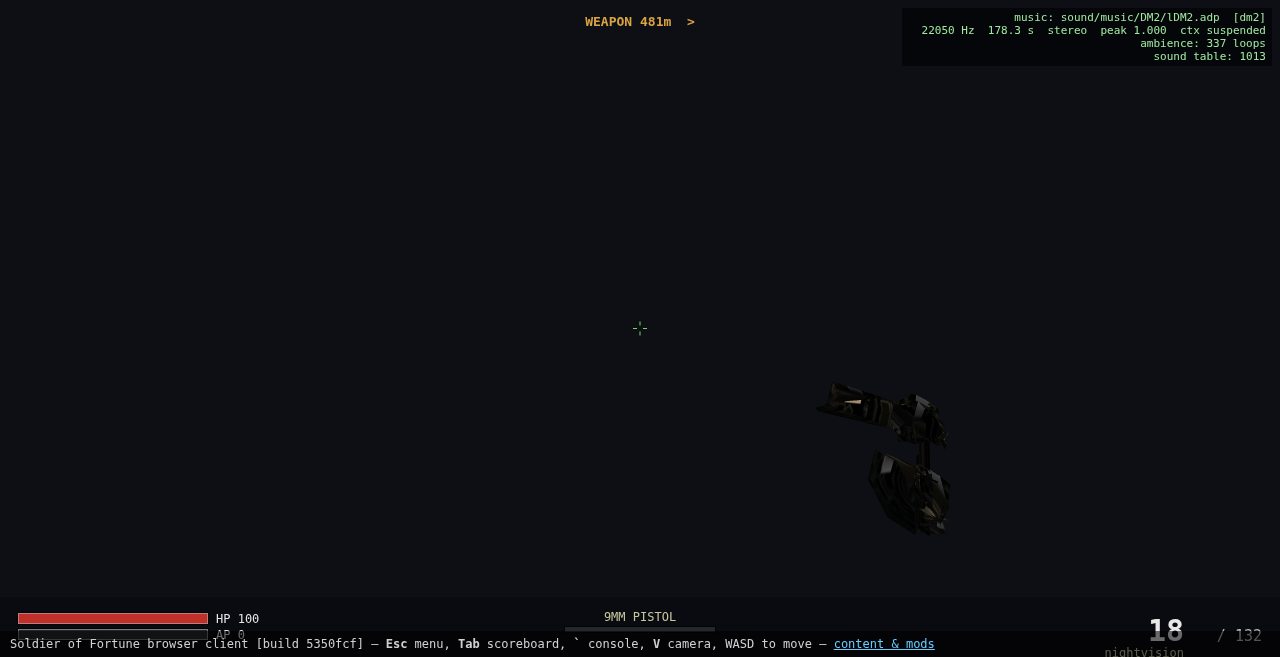 WEAPON 481m  >
music: sound/music/DM2/lDM2.adp  [dm2]
22050 Hz  178.3 s  stereo  peak 1.000  ctx suspended
ambience: 337 loops
sound table: 1013
HP 100
AP 0
9MM PISTOL
18 / 132
nightvision
Soldier of Fortune browser client [build 5350fcf] — Esc menu, Tab scoreboard, ` console, V camera, WASD to move — content & mods